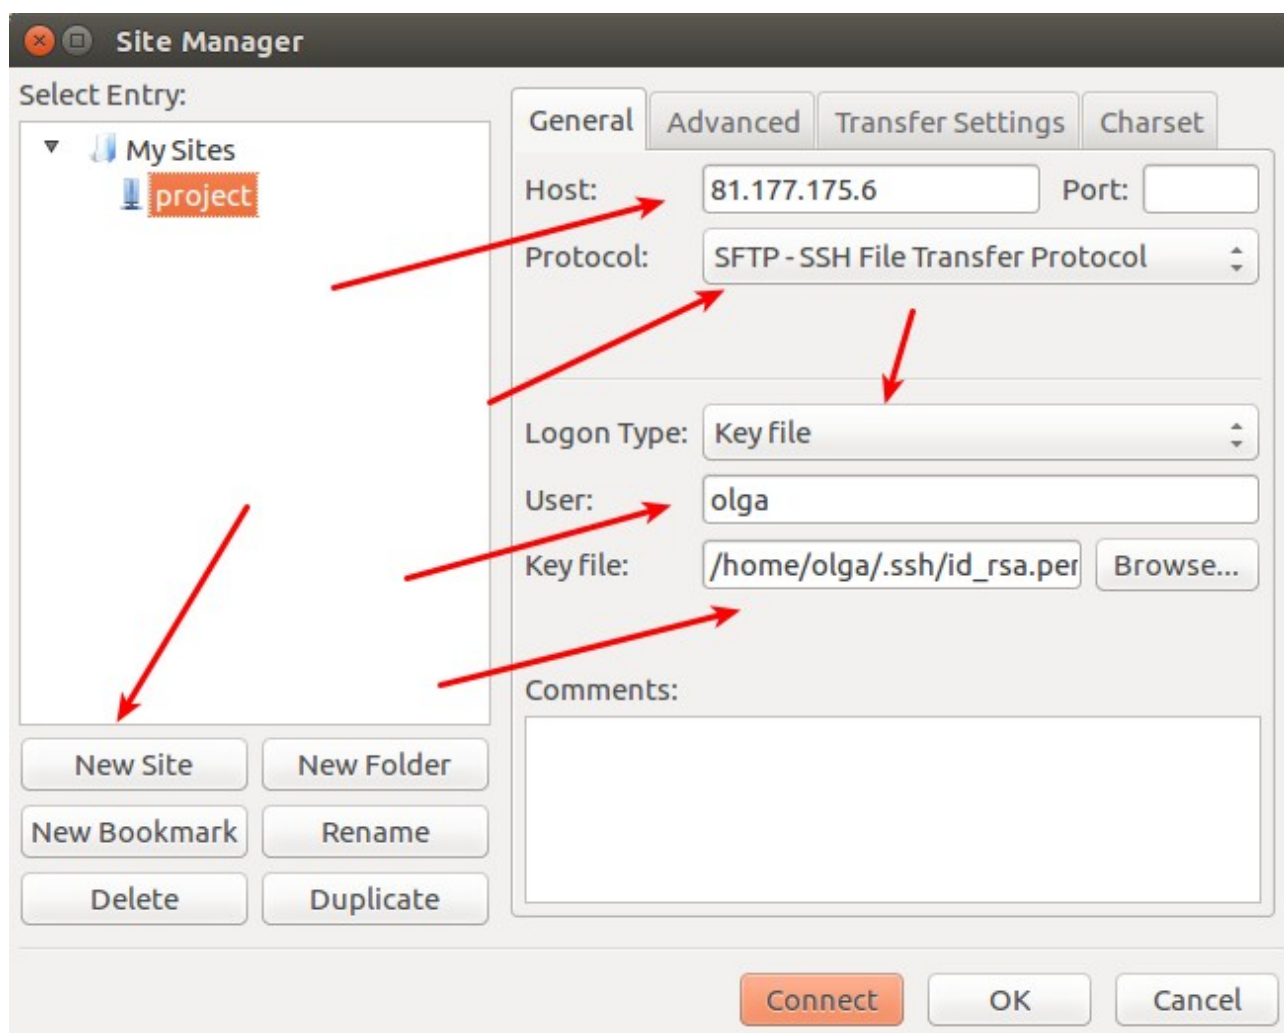 Site Manager
Select Entry:
My Sites
project
New Site
New Folder
New Bookmark
Rename
Delete
Duplicate
General
Advanced
Transfer Settings
Charset
Host:
81.177.175.6
Port:
Protocol:
SFTP - SSH File Transfer Protocol
Logon Type:
Key file
User:
olga
Key file:
/home/olga/.ssh/id_rsa.per
Browse...
Comments:
Connect
OK
Cancel